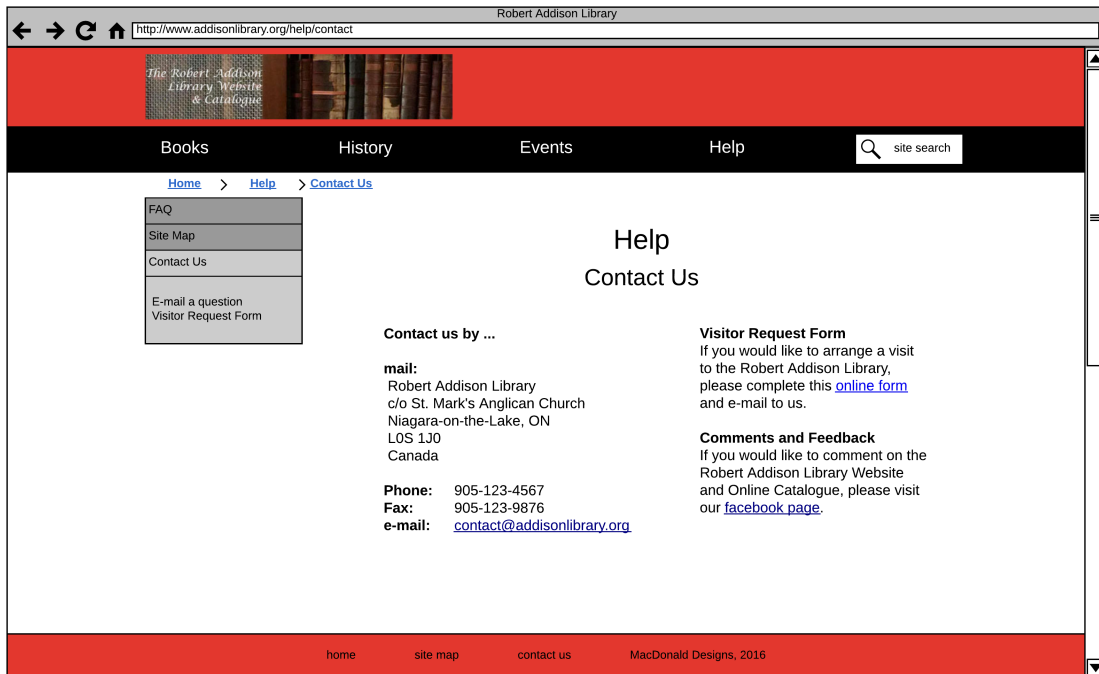 Robert Addison Library
http://www.addisonlibrary.org/help/contact
The Robert Addison
Library Website
& Catalogue
Books History Events Help site search
Home > Help > Contact Us
FAQ
Site Map
Contact Us
E-mail a question
Visitor Request Form
Help
Contact Us
Contact us by ...
mail:
Robert Addison Library
c/o St. Mark's Anglican Church
Niagara-on-the-Lake, ON
L0S 1J0
Canada
Phone: 905-123-4567
Fax: 905-123-9876
e-mail: contact@addisonlibrary.org
Visitor Request Form
If you would like to arrange a visit
to the Robert Addison Library,
please complete this online form
and e-mail to us.
Comments and Feedback
If you would like to comment on the
Robert Addison Library Website
and Online Catalogue, please visit
our facebook page.
home site map contact us MacDonald Designs, 2016